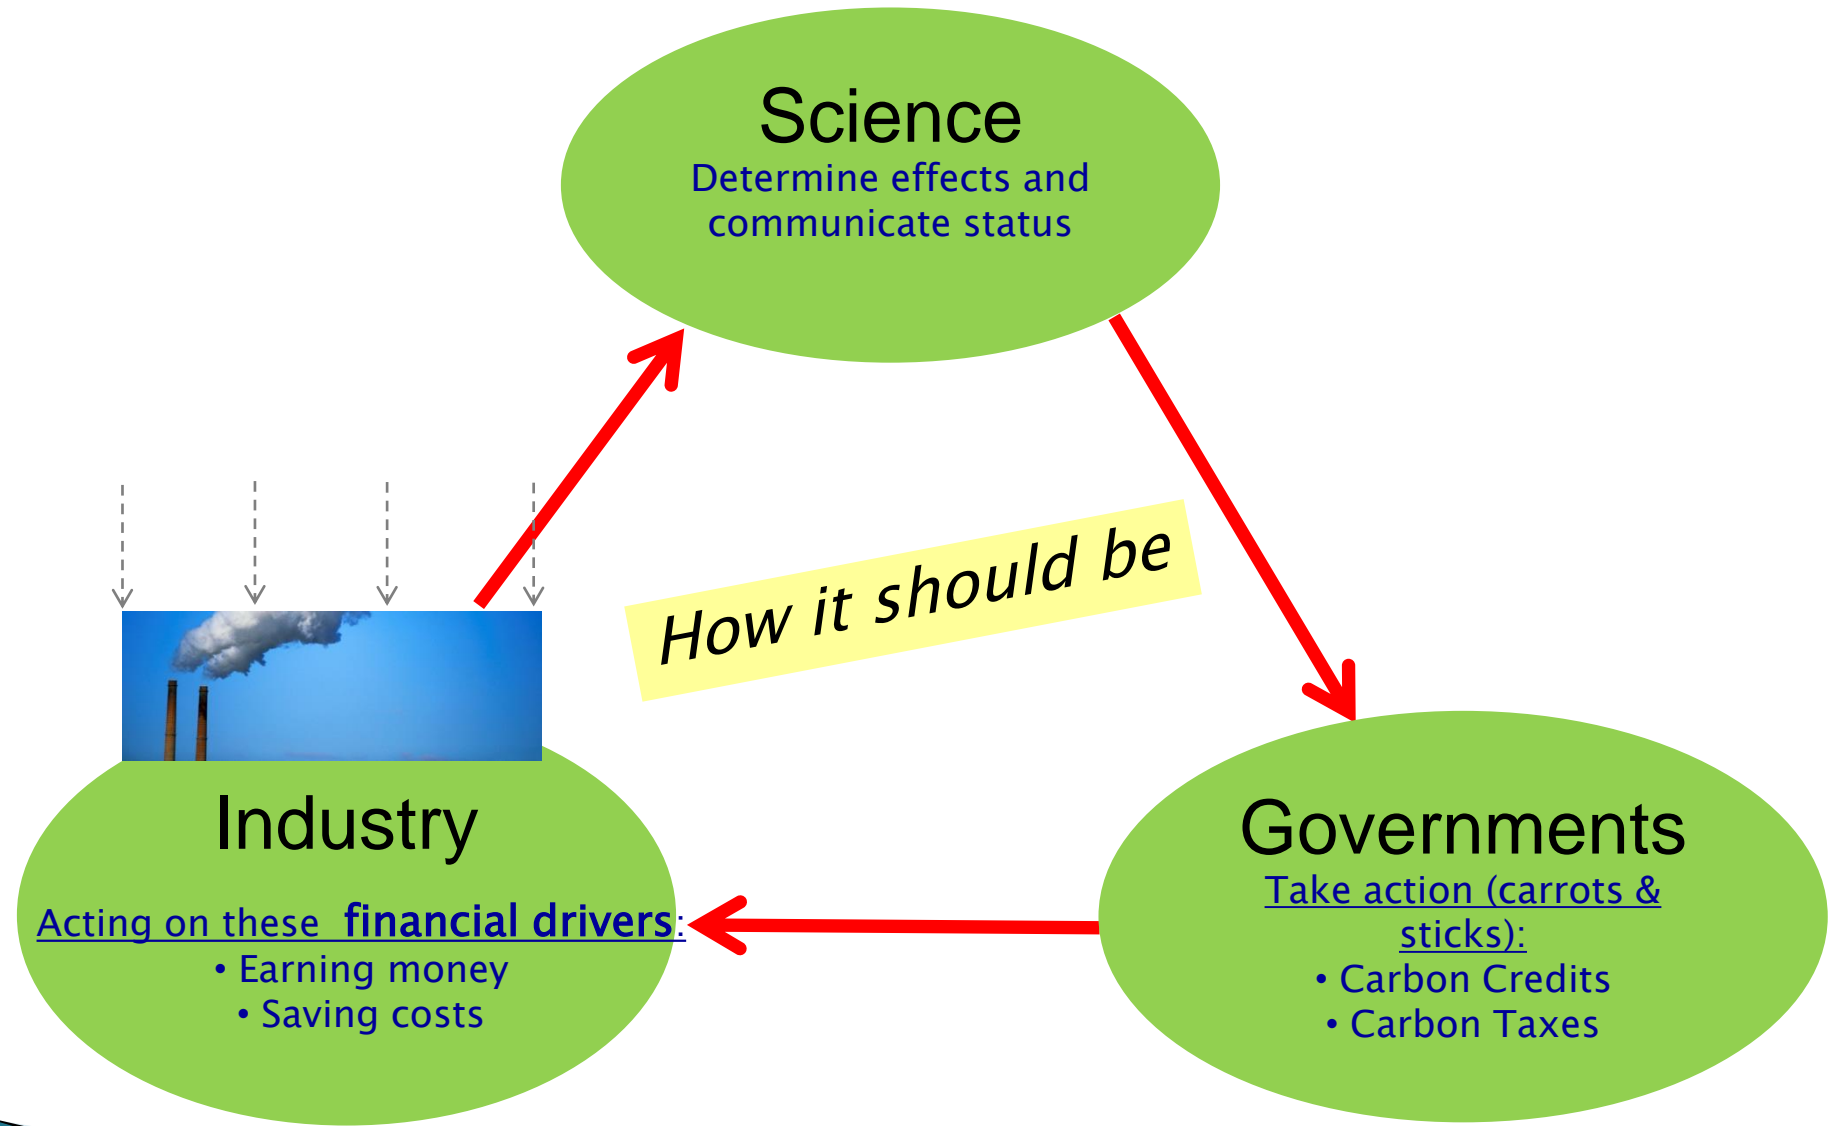 Science
Determine effects and
communicate status
How it should be
Industry
Acting on these financial drivers:
• Earning money
• Saving costs
Governments
Take action (carrots &
sticks):
• Carbon Credits
• Carbon Taxes